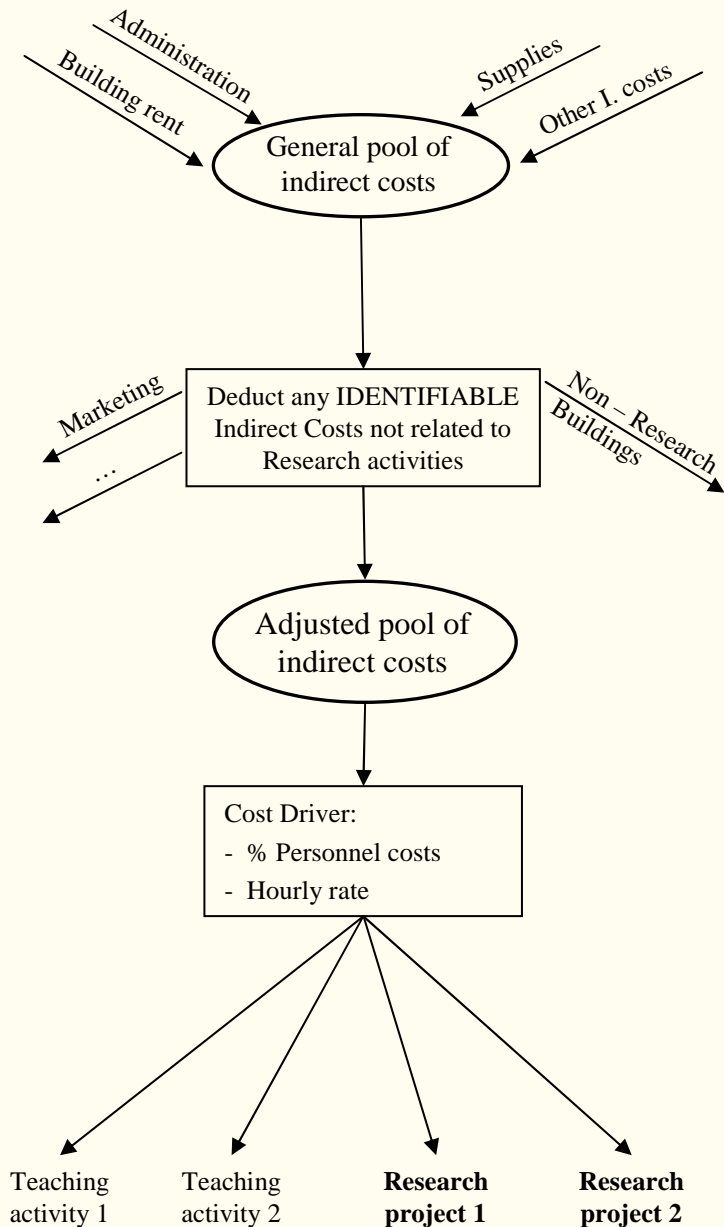 Administration
Building rent
Supplies
Other I. costs
General pool of
indirect costs
Marketing
…
Deduct any IDENTIFIABLE
Indirect Costs not related to
Research activities
Non – Research
Buildings
Adjusted pool of
indirect costs
Cost Driver:
- % Personnel costs
- Hourly rate
Teaching
activity 1
Teaching
activity 2
Research
project 1
Research
project 2